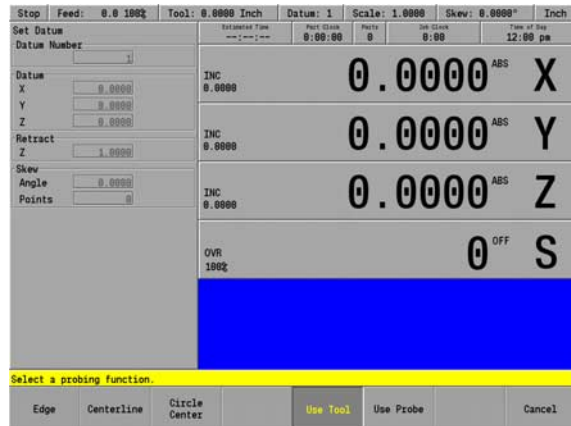 Stop Feed: 0.0 100% Tool: 0.0000 Inch Datum: 1 Scale: 1.0000 Skew: 0.0000° Inch
Set Datum
Estimated Time Part Clock Parts Job Clock Time of Day
--:--:-- 0:00:00 0 0:00 12:00 pm
Datum Number
1
Datum
X 0.0000
Y 0.0000
Z 0.0000
Retract
Z 1.0000
Skew
Angle 0.0000
Points 0
INC
0.0000
0.0000 ABS X
INC
0.0000
0.0000 ABS Y
INC
0.0000
0.0000 ABS Z
OVR
100%
0 OFF S
Select a probing function.
Edge Centerline Circle Center Use Tool Use Probe Cancel